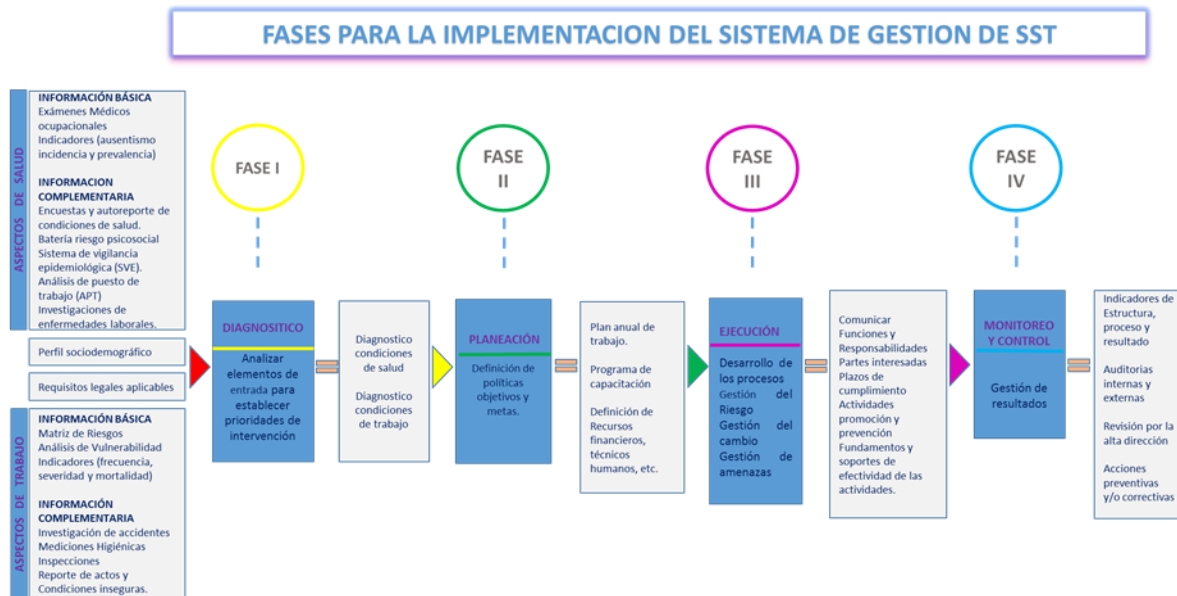 FASES PARA LA IMPLEMENTACION DEL SISTEMA DE GESTION DE SST
ASPECTOS DE SALUD
INFORMACIÓN BÁSICA
Exámenes Médicos
ocupacionales
Indicadores (ausentismo
incidencia y prevalencia)
INFORMACION
COMPLEMENTARIA
Encuestas y autoreporte de
condiciones de salud.
Bateria riesgo psicosocial
Sistema de vigilancia
epidemiológica (SVE).
Análisis de puesto de
trabajo (APT)
Investigaciones de
enfermedades laborales.
Perfil sociodemográfico
Requisitos legales aplicables
ASPECTOS DE TRABAJO
INFORMACIÓN BÁSICA
Matriz de Riesgos
Análisis de Vulnerabilidad
Indicadores (frecuencia,
severidad y mortalidad)
INFORMACIÓN
COMPLEMENTARIA
Investigación de accidentes
Mediciones Higiénicas
Inspecciones
Reporte de actos y
Condiciones inseguras.
FASE I
DIAGNOSITICO
Analizar
elementos de
entrada para
establecer
prioridades de
intervención
Diagnostico
condiciones
de salud
Diagnostico
condiciones
de trabajo
FASE
II
PLANEACIÓN
Definición de
políticas
objetivos y
metas.
Plan anual de
trabajo.
Programa de
capacitación
Definición de
Recursos
financieros,
técnicos
humanos, etc.
FASE
III
EJECUCIÓN
Desarrollo de
los procesos
Gestión del
Riesgo
Gestión del
cambio
Gestión de
amenazas
Comunicar
Funciones y
Responsabilidades
Partes interesadas
Plazos de
cumplimiento
Actividades
promoción y
prevención
Fundamentos y
soportes de
efectividad de las
actividades.
FASE
IV
MONITOREO
Y CONTROL
Gestión de
resultados
Indicadores de
Estructura,
proceso y
resultado
Auditorias
internas y
externas
Revisión por la
alta dirección
Acciones
preventivas
y/o correctivas